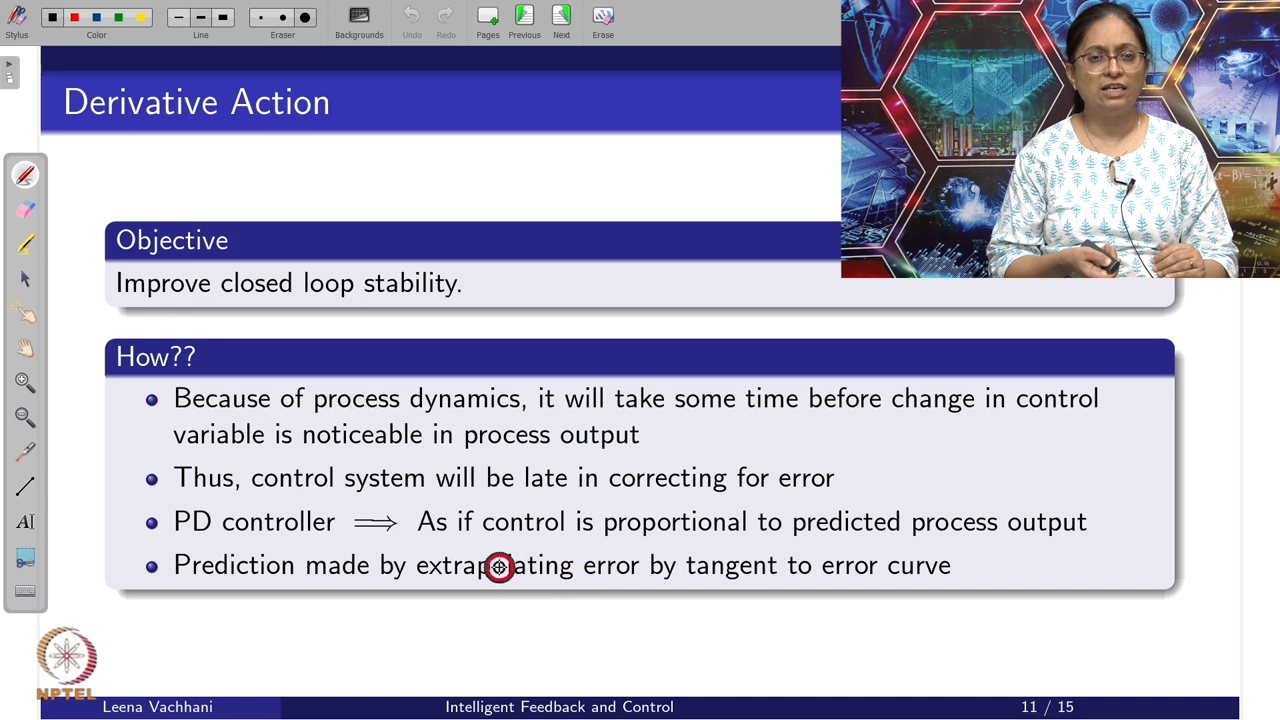 Stylus
Color
Line
Eraser
Backgrounds
Undo
Redo
Pages
Previous
Next
Erase
Derivative Action
Objective
Improve closed loop stability.
How??
Because of process dynamics, it will take some time before change in control
variable is noticeable in process output
Thus, control system will be late in correcting for error
PD controller ⟹ As if control is proportional to predicted process output
Prediction made by extrapolating error by tangent to error curve
NPTEL
Leena Vachhani
Intelligent Feedback and Control
11 / 15